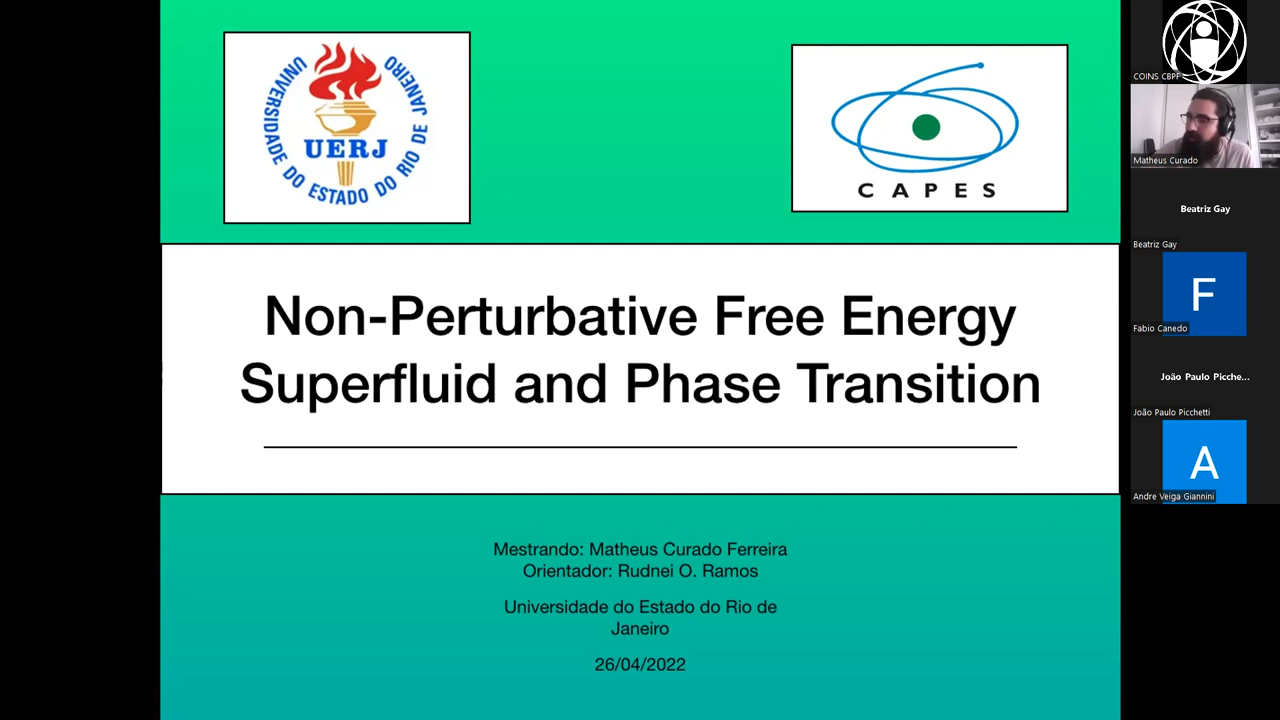 UNIVERSIDADE DO ESTADO DO RIO DE JANEIRO
UERJ
CAPES
Non-Perturbative Free Energy
Superfluid and Phase Transition
Mestrando: Matheus Curado Ferreira
Orientador: Rudnei O. Ramos
Universidade do Estado do Rio de
Janeiro
26/04/2022
COINS CBPF
Matheus Curado
Beatriz Gay
Beatriz Gay
F
Fabio Canedo
João Paulo Picche...
João Paulo Picchetti
A
Andre Veiga Giannini